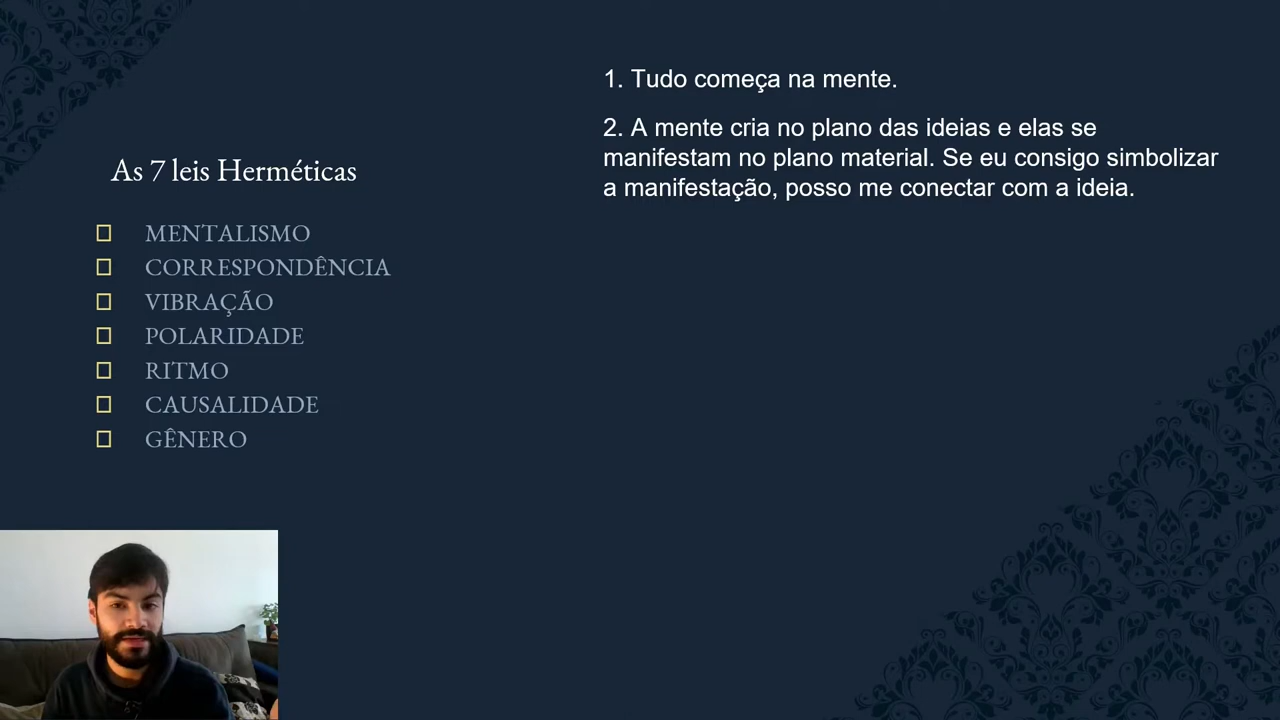 As 7 leis Herméticas
MENTALISMO
CORRESPONDÊNCIA
VIBRAÇÃO
POLARIDADE
RITMO
CAUSALIDADE
GÊNERO
1. Tudo começa na mente.
2. A mente cria no plano das ideias e elas se
manifestam no plano material. Se eu consigo simbolizar
a manifestação, posso me conectar com a ideia.